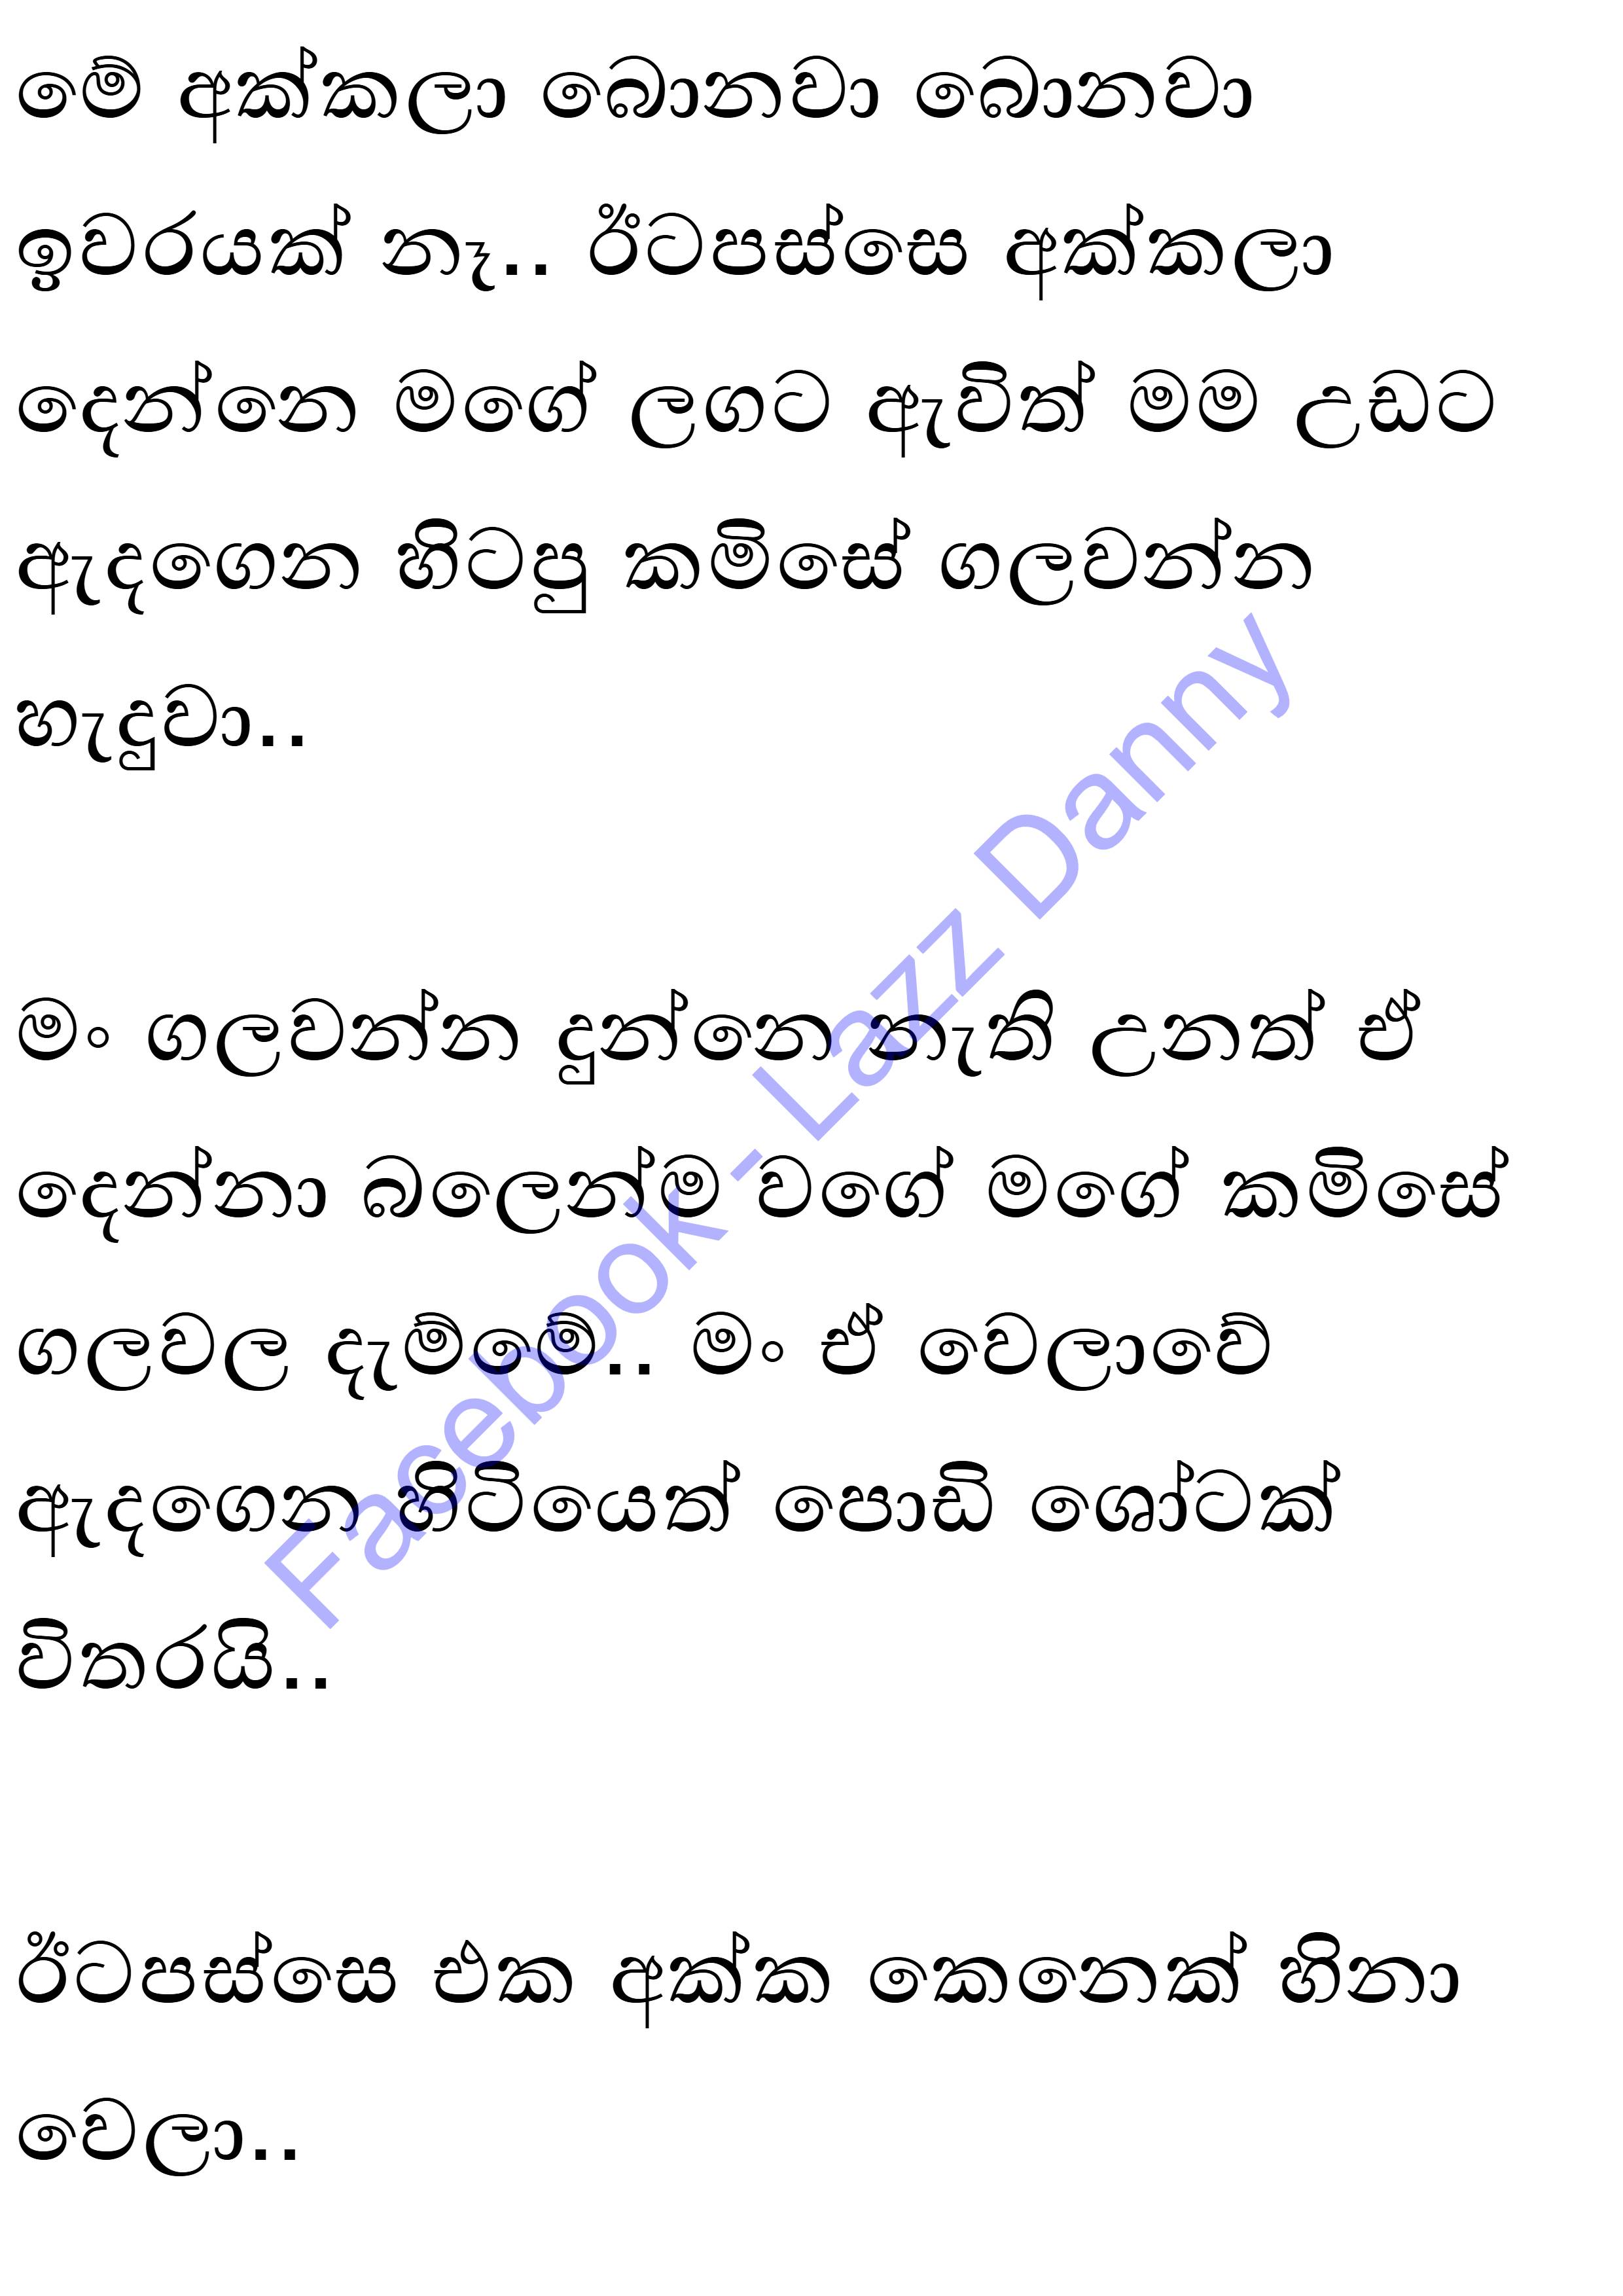 මේ අක්කලා බොනවා බොනවා
ඉවරයක් නෑ.. ඊටපස්සෙ අක්කලා
දෙන්නෙ මගේ ලගට ඇවිත් මම උඩට
ඇදගෙන හිටපු කමිසේ ගලවන්න
හැදුවා..
මං ගලවන්න දුන්නෙ නැති උනත් ඒ
දෙන්නා බලෙන්ම වගේ මගේ කමිසේ
ගලවල දැම්මේ.. මං ඒ වෙලාවේ
ඇදගෙන හිටියෙත් පොඩි ශෝටක්
විතරයි..
ඊටපස්සෙ එක අක්ක කෙනෙක් හිනා
වෙලා..
Facebook - Lazz Danny